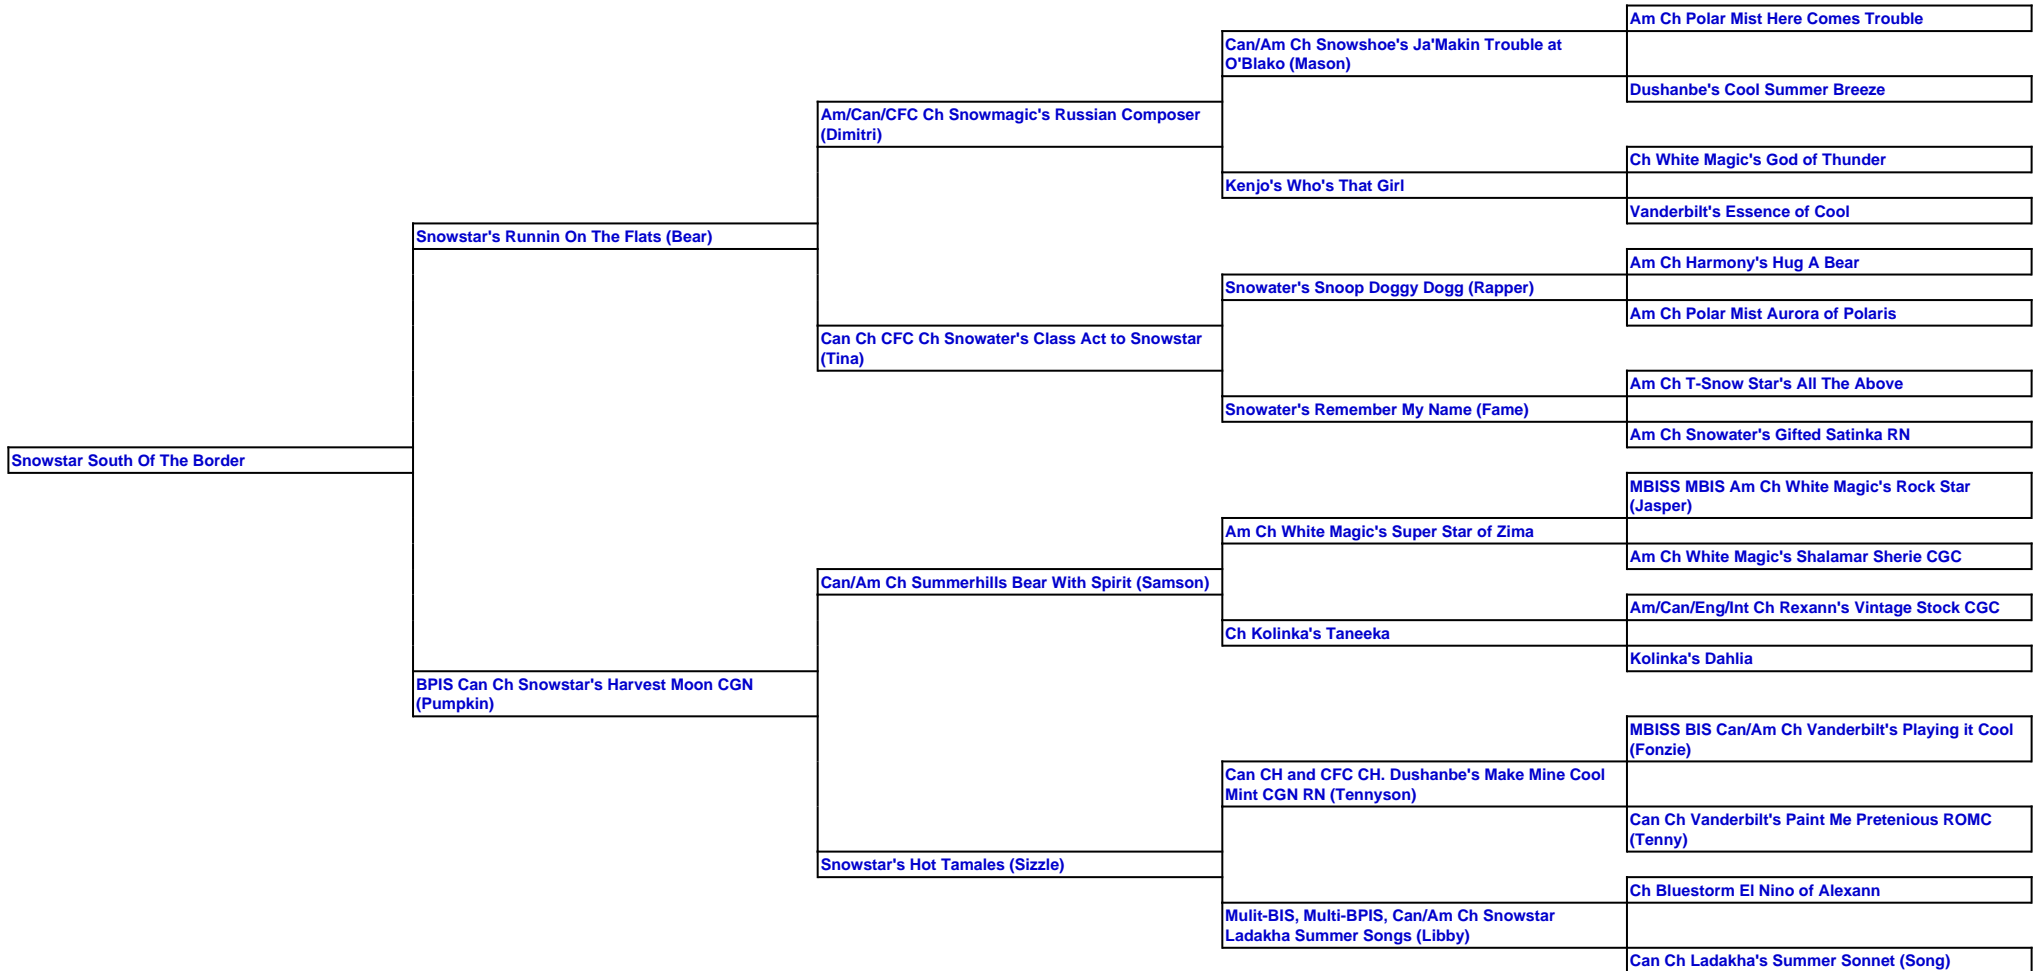 Am Ch Polar Mist Here Comes Trouble
Can/Am Ch Snowshoe's Ja'Makin Trouble at
O'Blako (Mason)
Dushanbe's Cool Summer Breeze
Am/Can/CFC Ch Snowmagic's Russian Composer
(Dimitri)
Ch White Magic's God of Thunder
Kenjo's Who's That Girl
Vanderbilt's Essence of Cool
Snowstar's Runnin On The Flats (Bear)
Am Ch Harmony's Hug A Bear
Snowater's Snoop Doggy Dogg (Rapper)
Am Ch Polar Mist Aurora of Polaris
Can Ch CFC Ch Snowater's Class Act to Snowstar
(Tina)
Am Ch T-Snow Star's All The Above
Snowater's Remember My Name (Fame)
Am Ch Snowater's Gifted Satinka RN
Snowstar South Of The Border
MBISS MBIS Am Ch White Magic's Rock Star
(Jasper)
Am Ch White Magic's Super Star of Zima
Am Ch White Magic's Shalamar Sherie CGC
Can/Am Ch Summerhills Bear With Spirit (Samson)
Am/Can/Eng/Int Ch Rexann's Vintage Stock CGC
Ch Kolinka's Taneeka
Kolinka's Dahlia
BPIS Can Ch Snowstar's Harvest Moon CGN
(Pumpkin)
MBISS BIS Can/Am Ch Vanderbilt's Playing it Cool
(Fonzie)
Can CH and CFC CH. Dushanbe's Make Mine Cool
Mint CGN RN (Tennyson)
Can Ch Vanderbilt's Paint Me Pretenious ROMC
(Tenny)
Snowstar's Hot Tamales (Sizzle)
Ch Bluestorm El Nino of Alexann
Mulit-BIS, Multi-BPIS, Can/Am Ch Snowstar
Ladakha Summer Songs (Libby)
Can Ch Ladakha's Summer Sonnet (Song)